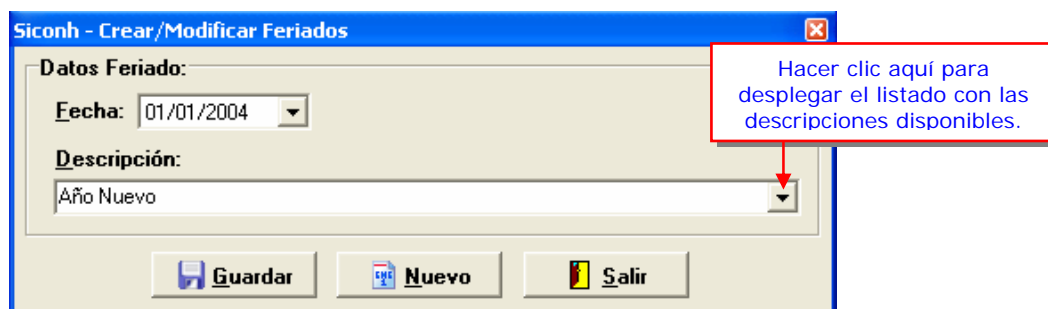 Siconh - Crear/Modificar Feriados
Datos Feriado:
Hacer clic aquí para
desplegar el listado con las
descripciones disponibles.
Fecha: 01/01/2004
Descripción:
Año Nuevo
Guardar Nuevo Salir